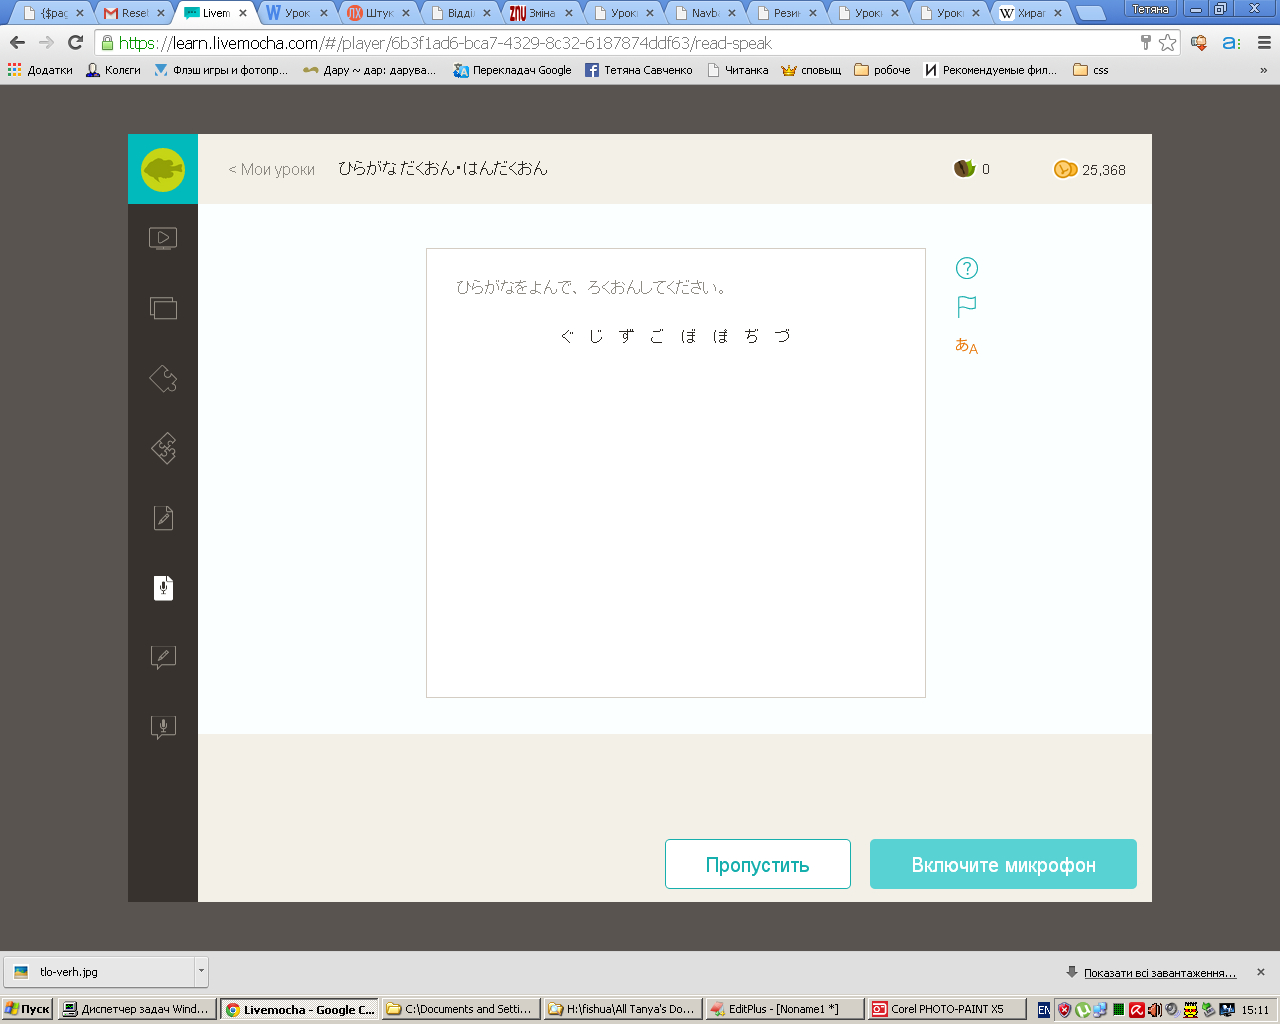 {$pag
Reset
Livem
Урок
Штук
Відді
Зміна
Урок
Navba
Резин
Урок
Урок
Хираг
Тетяна
https://learn.livemocha.com/#/player/6b3f1ad6-bca7-4329-8c32-6187874ddf63/read-speak
Додатки
Колєги
Флэш игры и фотопр...
Дару ~ дар: дарува...
Перекладач Google
Тетяна Савченко
Читанка
сповыщ
робоче
Рекомендуемые фил...
css
»
< Мои уроки
ひらがな だくおん・はんだくおん
0
25,368
ひらがなをよんで、ろくおんしてください。
ぐ じ ず ご ぼ ぽ ぢ づ
あA
Пропустить
Включите микрофон
tlo-verh.jpg
Показати всі завантаження...
Пуск
Диспетчер задач Wind...
Livemocha - Google C...
C:\Documents and Setti...
H:\fishua\All Tanya's Do...
EditPlus - [Noname1 *]
Corel PHOTO-PAINT X5
EN
15:11